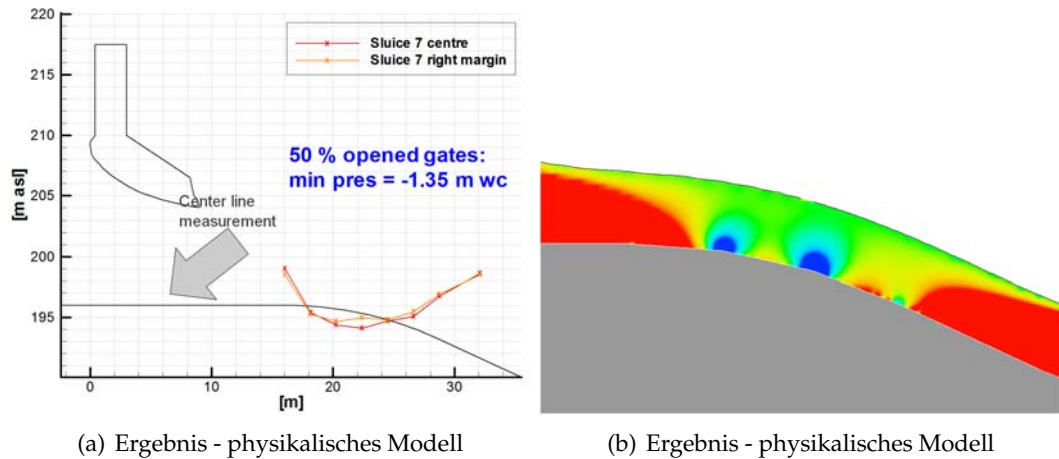 220
215
210
205
200
195
[m asl]
Sluice 7 centre
Sluice 7 right margin
50 % opened gates:
min pres = -1.35 m wc
Center line
measurement
0
10
20
30
[m]
(a) Ergebnis - physikalisches Modell
(b) Ergebnis - physikalisches Modell